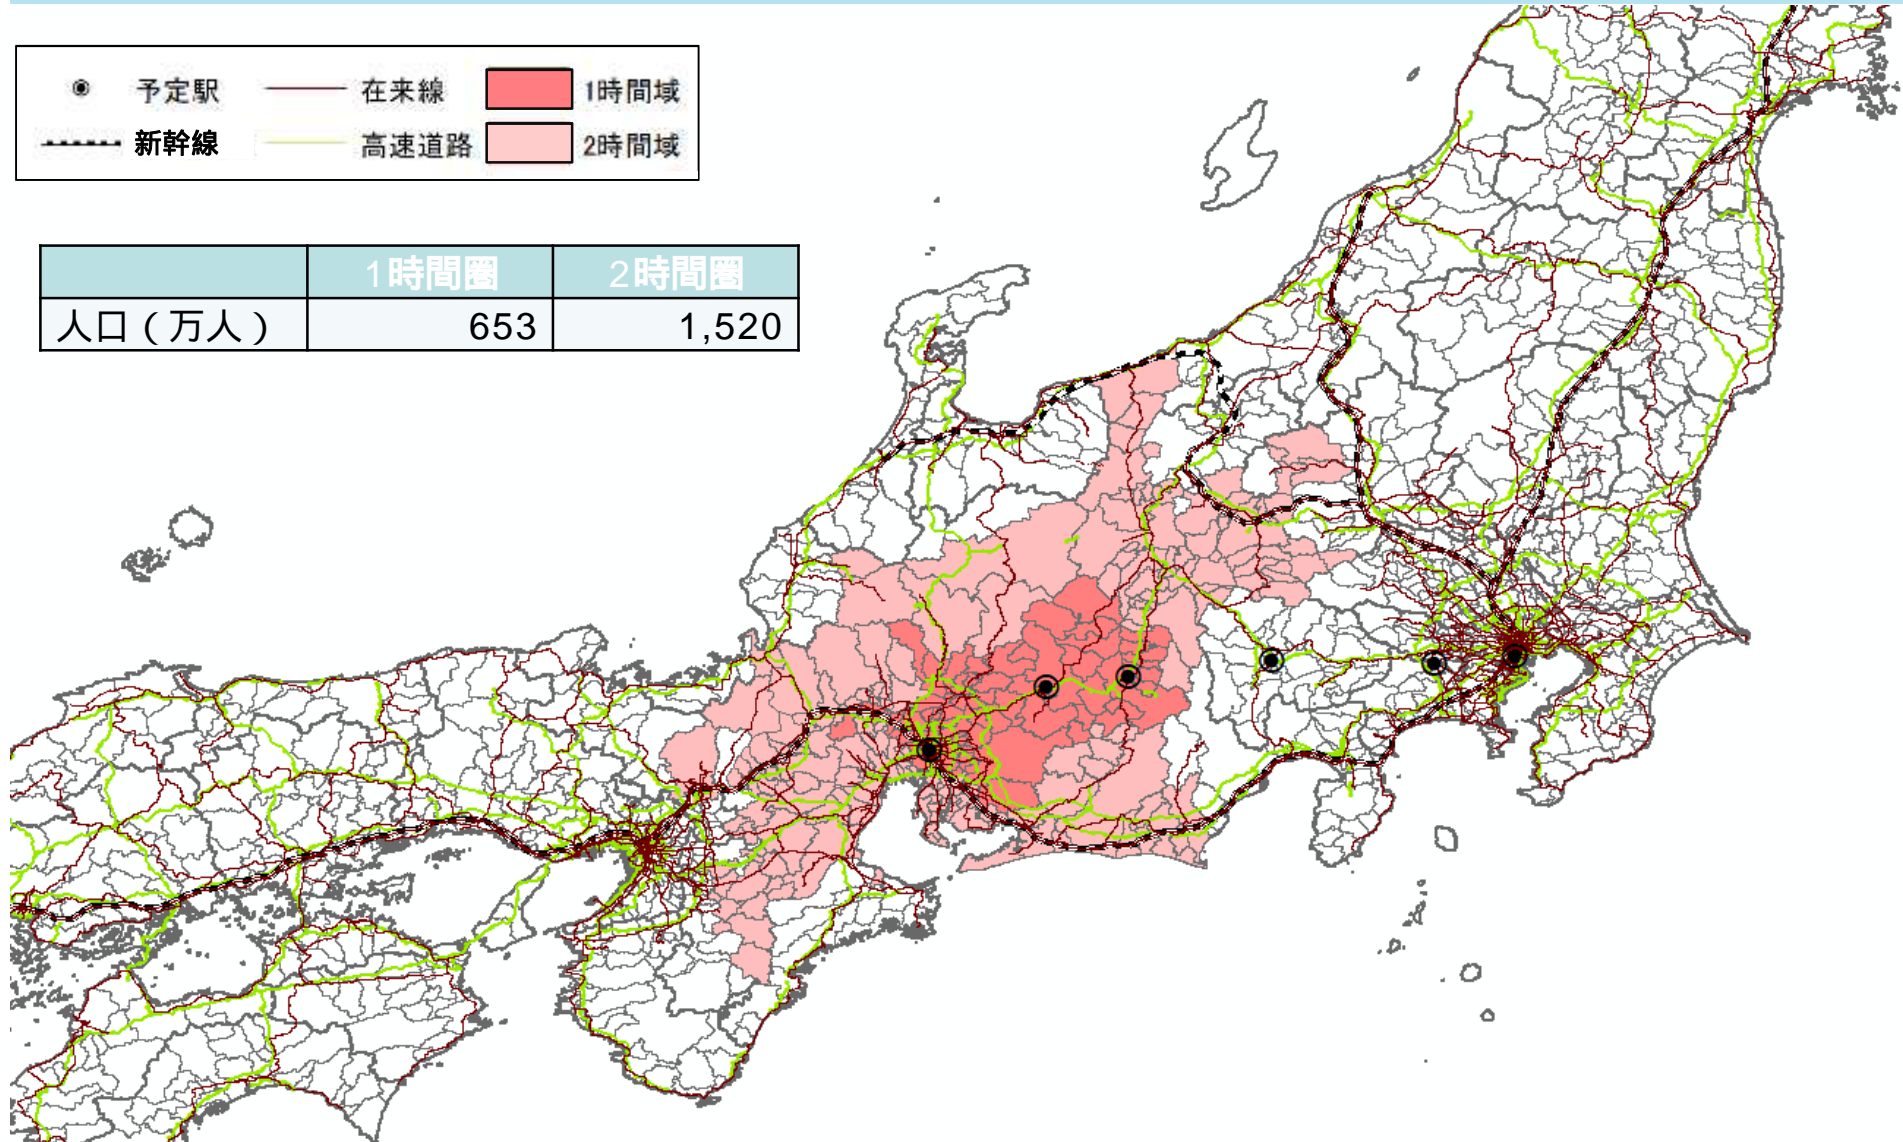 予定駅 在来線 1時間域
新幹線 高速道路 2時間域
1時間圏 2時間圏
人口(万人) 653 1,520